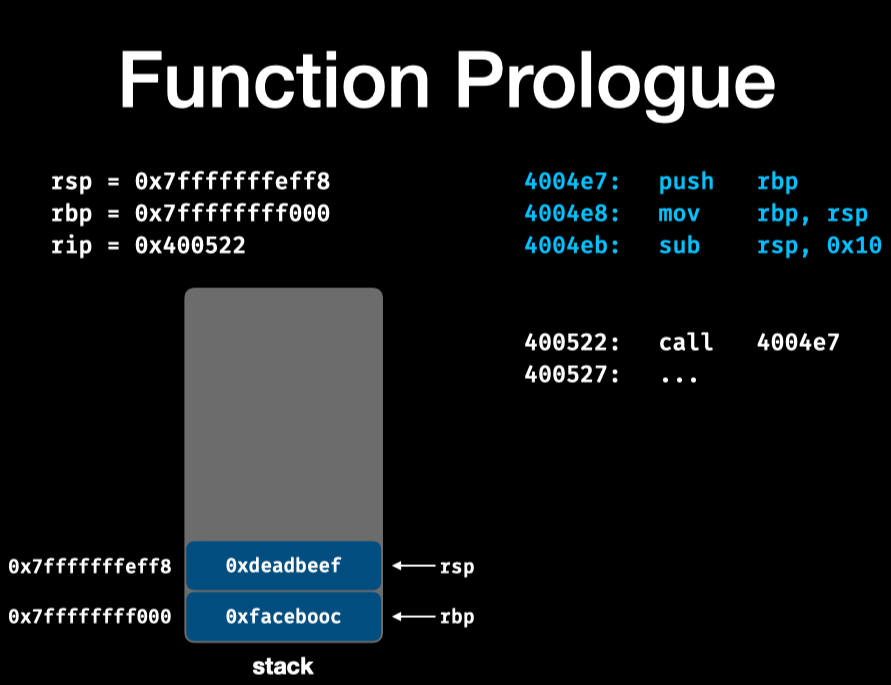 Function Prologue
rsp = 0x7fffffffeff8
rbp = 0x7ffffffff000
rip = 0x400522
4004e7: push rbp
4004e8: mov rbp, rsp
4004eb: sub rsp, 0x10
400522: call 4004e7
400527: ...
0x7fffffffeff8 0xdeadbeef rsp
0x7ffffffff000 0xfacebooc rbp
stack